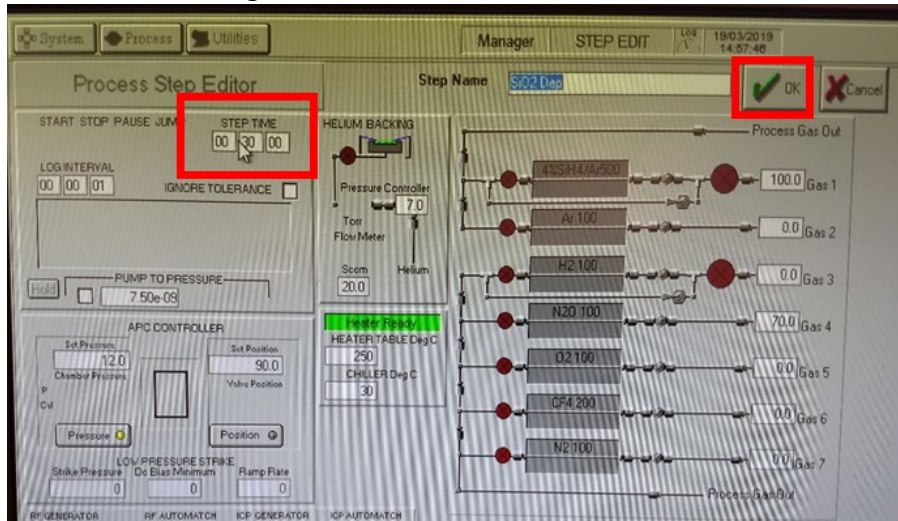 System Process Utilities Manager STEP EDIT Log 19/03/2019
14:57:46
Process Step Editor Step Name SiO2 Dep OK Cancel
START STOP PAUSE JUMP STEP TIME
00 30 00
LOG INTERVAL
00 00 01 IGNORE TOLERANCE
PUMP TO PRESSURE
Hold 7.50e-09
HELIUM BACKING
Pressure Controller
7.0
Torr
Flow Meter
Sccm Helium
20.0
Process Gas Out
4%SiH4/Ar500 100.0 Gas 1
Ar 100 0.0 Gas 2
H2 100 0.0 Gas 3
N2O 100 70.0 Gas 4
O2 100 0.0 Gas 5
CF4 200 0.0 Gas 6
N2 100 0.0 Gas 7
Process Gas Out
APC CONTROLLER
Set Pressure Set Position
12.0 90.0
Chamber Pressure Valve Position
P
Cal
Pressure Position
LOW PRESSURE STRIKE
Strike Pressure Dc Bias Minimum Ramp Rate
0 0 0
Heater Ready
HEATER TABLE Deg C
250
CHILLER Deg C
30
RF GENERATOR RF AUTOMATCH ICP GENERATOR ICP AUTOMATCH